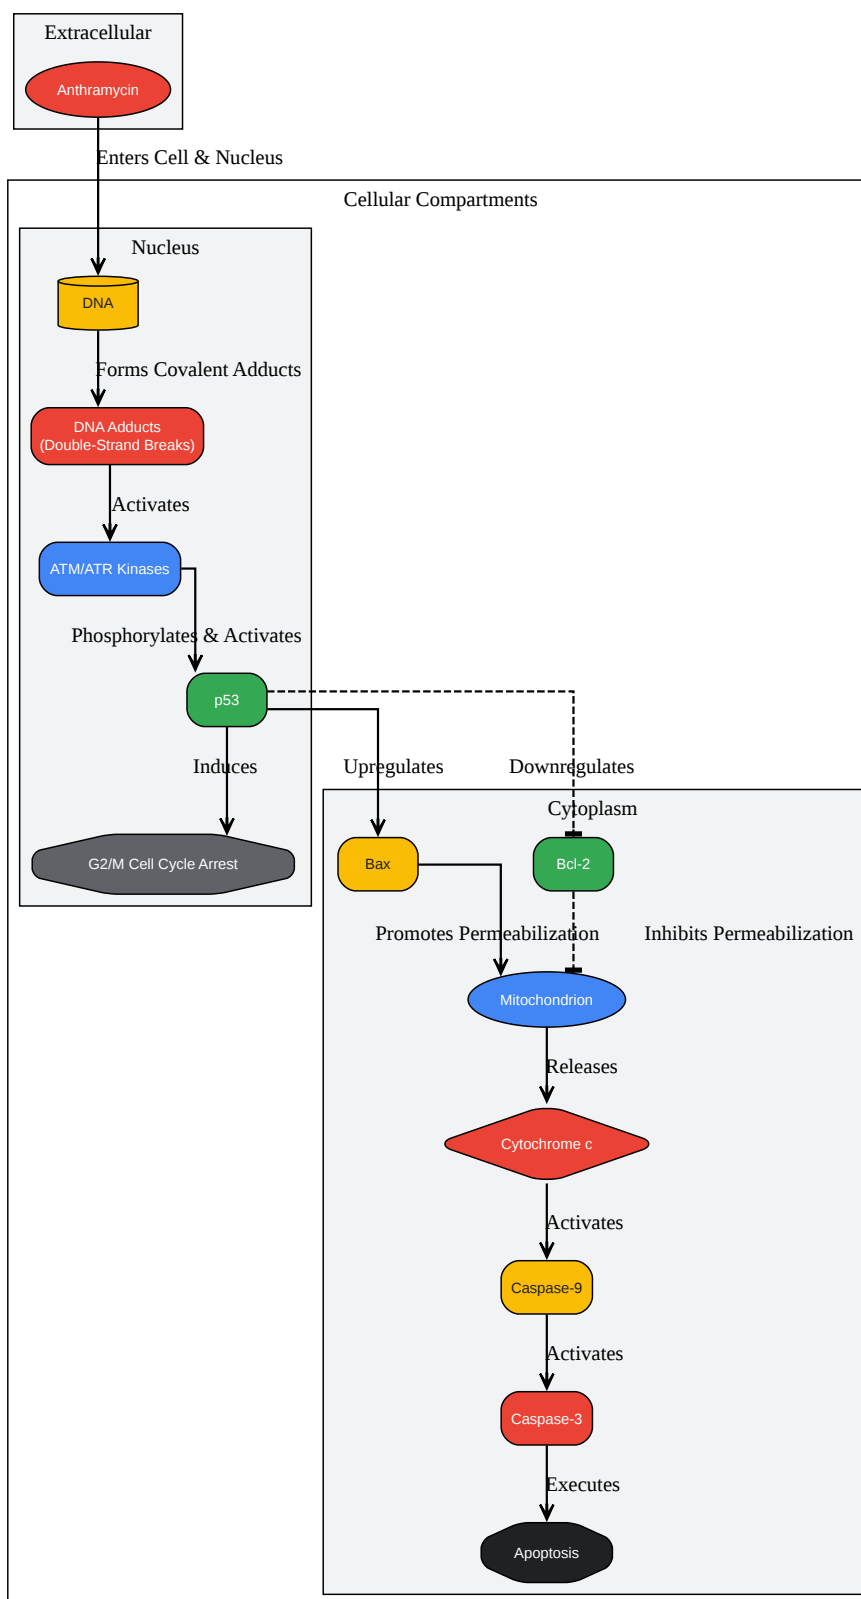 Extracellular
Anthramycin
Enters Cell & Nucleus
Cellular Compartments
Nucleus
DNA
Forms Covalent Adducts
DNA Adducts
(Double-Strand Breaks)
Activates
ATM/ATR Kinases
Phosphorylates & Activates
p53
Induces
Upregulates
Downregulates
Cytoplasm
G2/M Cell Cycle Arrest
Bax
Bcl-2
Promotes Permeabilization
Inhibits Permeabilization
Mitochondrion
Releases
Cytochrome c
Activates
Caspase-9
Activates
Caspase-3
Executes
Apoptosis